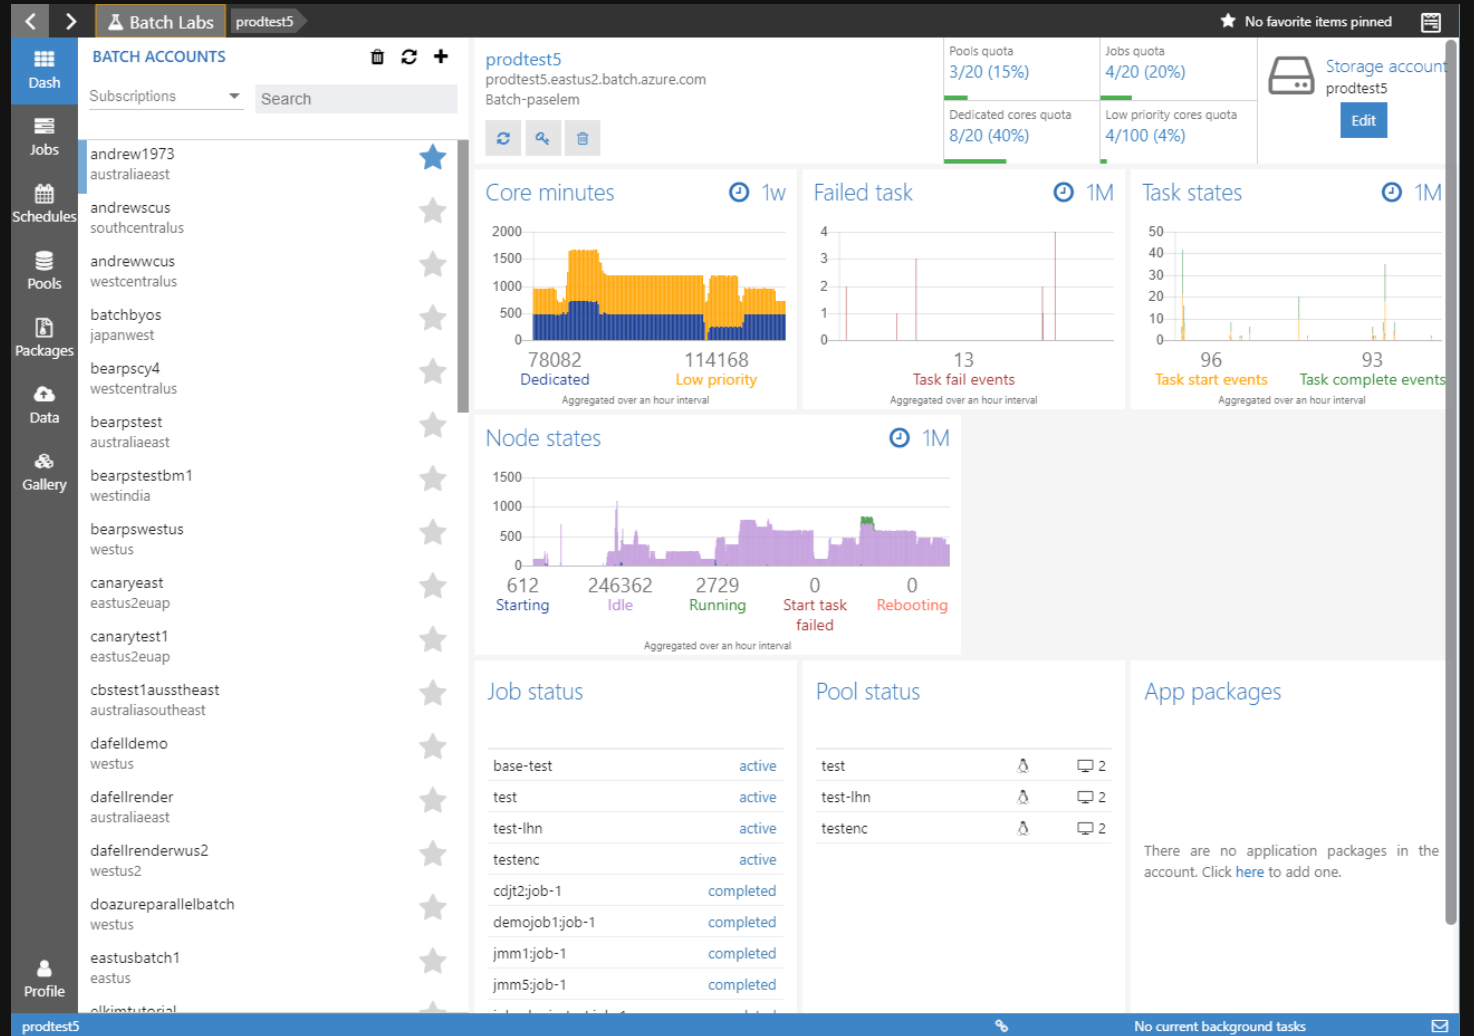 Batch Labs
prodtest5
No favorite items pinned
Dash
Jobs
Schedules
Pools
Packages
Data
Gallery
Profile
BATCH ACCOUNTS
Subscriptions
Search
andrew1973
australiaeast
andrewscus
southcentralus
andrewwcus
westcentralus
batchbyos
japanwest
bearpscy4
westcentralus
bearpstest
australiaeast
bearpstestbm1
westindia
bearpswestus
westus
canaryeast
eastus2euap
canarytest1
eastus2euap
cbstest1ausstheast
australiasoutheast
dafelldemo
westus
dafellrender
australiaeast
dafellrenderwus2
westus2
doazureparallelbatch
westus
eastusbatch1
eastus
elkimtutorial
prodtest5
prodtest5.eastus2.batch.azure.com
Batch-paselem
Pools quota
3/20 (15%)
Jobs quota
4/20 (20%)
Dedicated cores quota
8/20 (40%)
Low priority cores quota
4/100 (4%)
Storage account
prodtest5
Edit
Core minutes
1w
2000
1500
1000
500
0
78082
Dedicated
114168
Low priority
Aggregated over an hour interval
Failed task
1M
4
3
2
1
0
13
Task fail events
Aggregated over an hour interval
Task states
1M
50
40
30
20
10
0
96
Task start events
93
Task complete events
Aggregated over an hour interval
Node states
1M
1500
1000
500
0
612
Starting
246362
Idle
2729
Running
0
Start task
failed
0
Rebooting
Aggregated over an hour interval
Job status
base-test active
test active
test-lhn active
testenc active
cdjt2:job-1 completed
demojob1:job-1 completed
jmm1:job-1 completed
jmm5:job-1 completed
Pool status
test 2
test-lhn 2
testenc 2
App packages
There are no application packages in the
account. Click here to add one.
prodtest5
No current background tasks